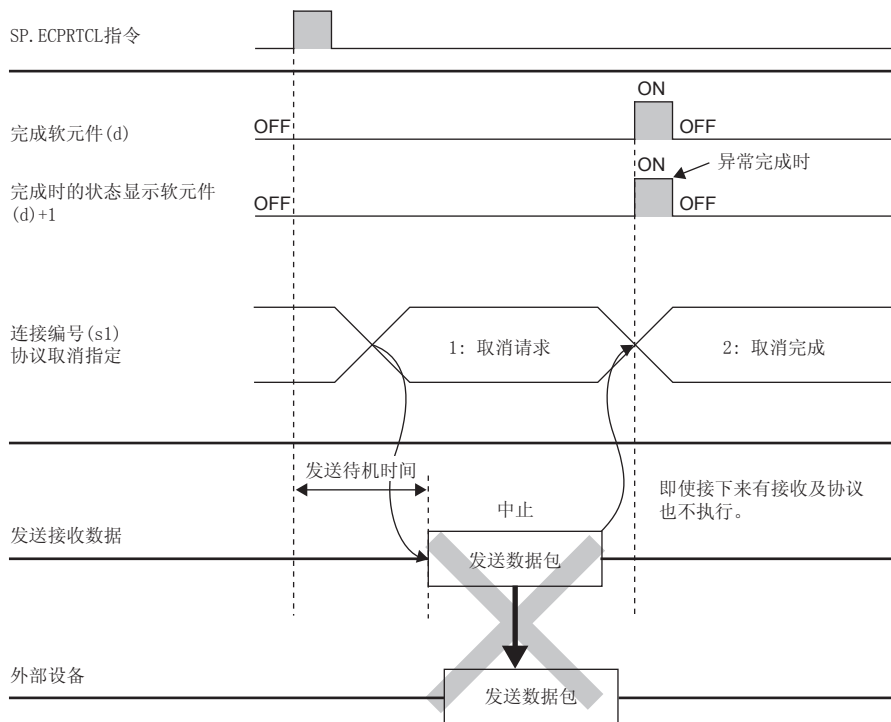 SP.ECPRTCL指令
ON
完成软元件(d)
OFF
OFF
ON
异常完成时
完成时的状态显示软元件
(d)+1
OFF
OFF
连接编号(s1)
协议取消指定
1: 取消请求
2: 取消完成
发送待机时间
即使接下来有接收及协议
也不执行。
中止
发送接收数据
发送数据包
外部设备
发送数据包